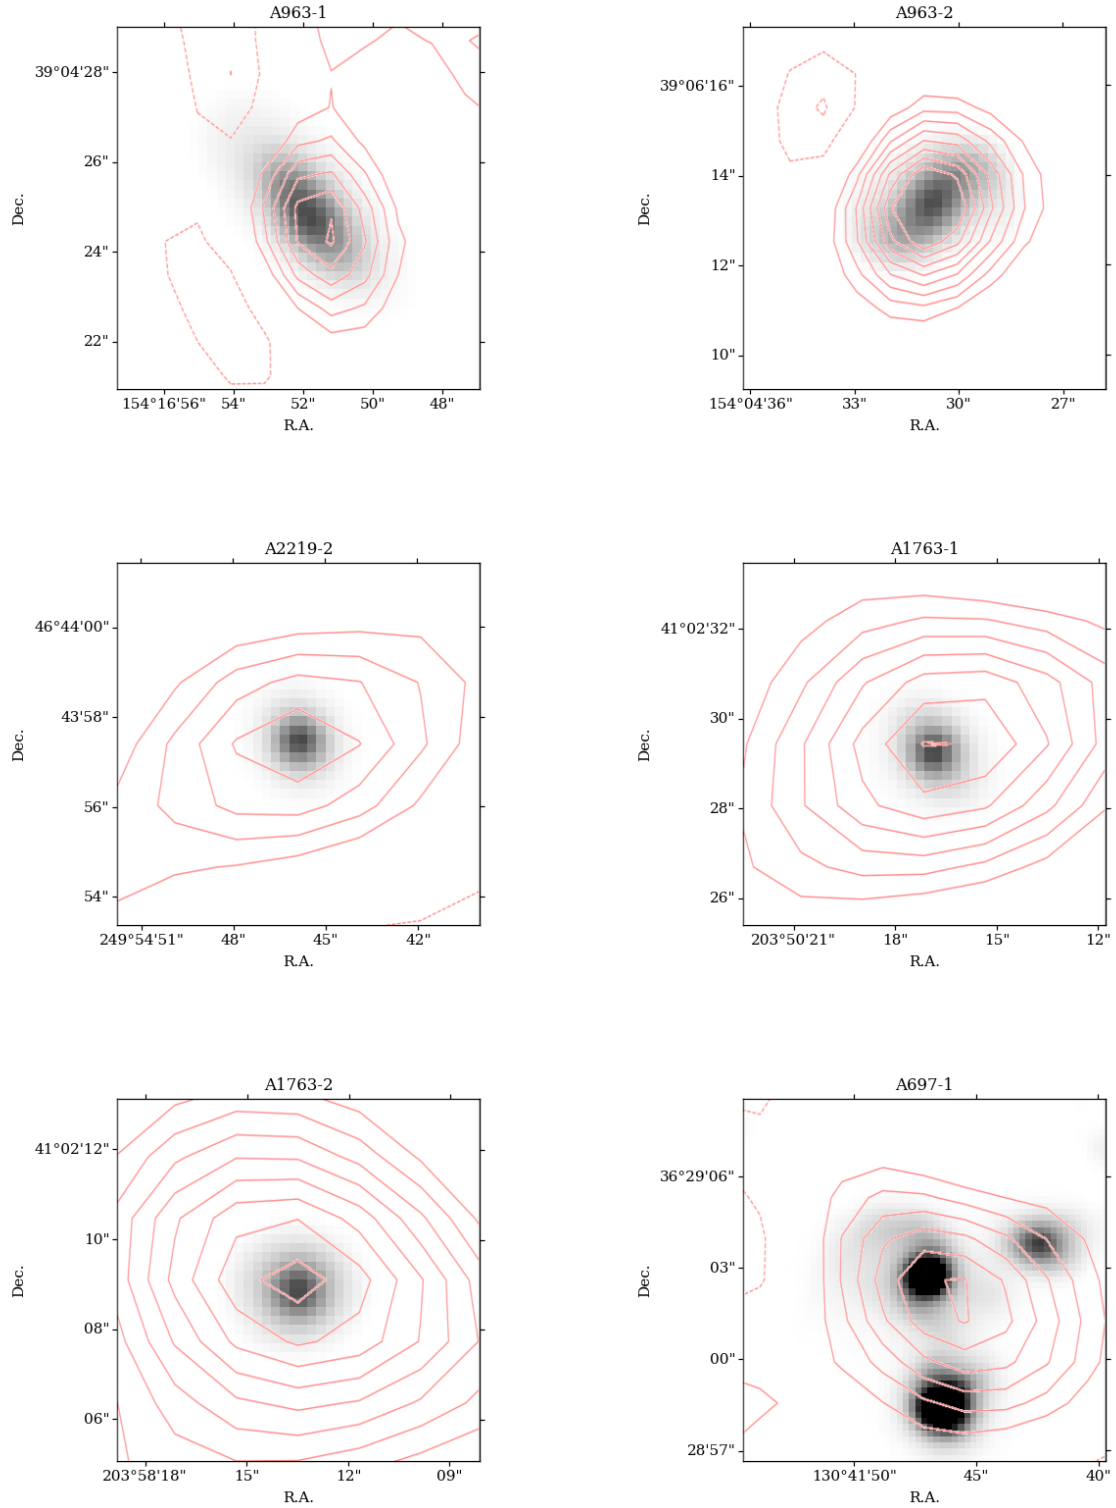 A963-1
A963-2
39°04'28"
26"
24"
22"
Dec.
154°16'56"
54"
52"
50"
48"
R.A.
39°06'16"
14"
12"
10"
Dec.
154°04'36"
33"
30"
27"
R.A.
A2219-2
A1763-1
46°44'00"
43'58"
56"
54"
Dec.
249°54'51"
48"
45"
42"
R.A.
41°02'32"
30"
28"
26"
Dec.
203°50'21"
18"
15"
12"
R.A.
A1763-2
A697-1
41°02'12"
10"
08"
06"
Dec.
203°58'18"
15"
12"
09"
R.A.
36°29'06"
03"
00"
28'57"
Dec.
130°41'50"
45"
40"
R.A.